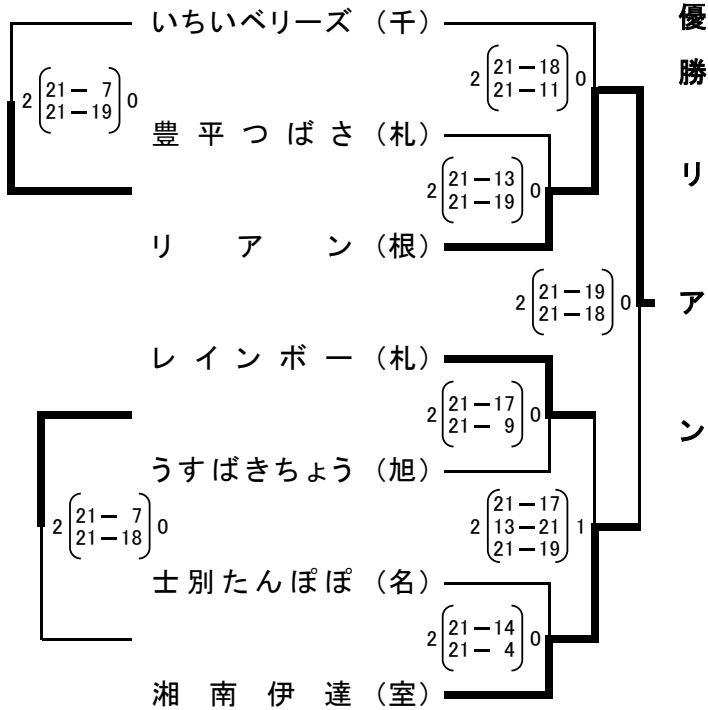 いちいベリーズ（千）
2 21－18 0
21－11
2 21－ 7 0
21－19
豊平つばさ（札）
2 21－13 0
21－19
リアン（根）
2 21－19 0
21－18
レインボー（札）
2 21－17 0
21－ 9
うすばきちょう（旭）
2 21－ 7 0
21－18
2 21－17 1
13－21
21－19
士別たんぽぽ（名）
2 21－14 0
21－ 4
湘南伊達（室）
優勝リアン